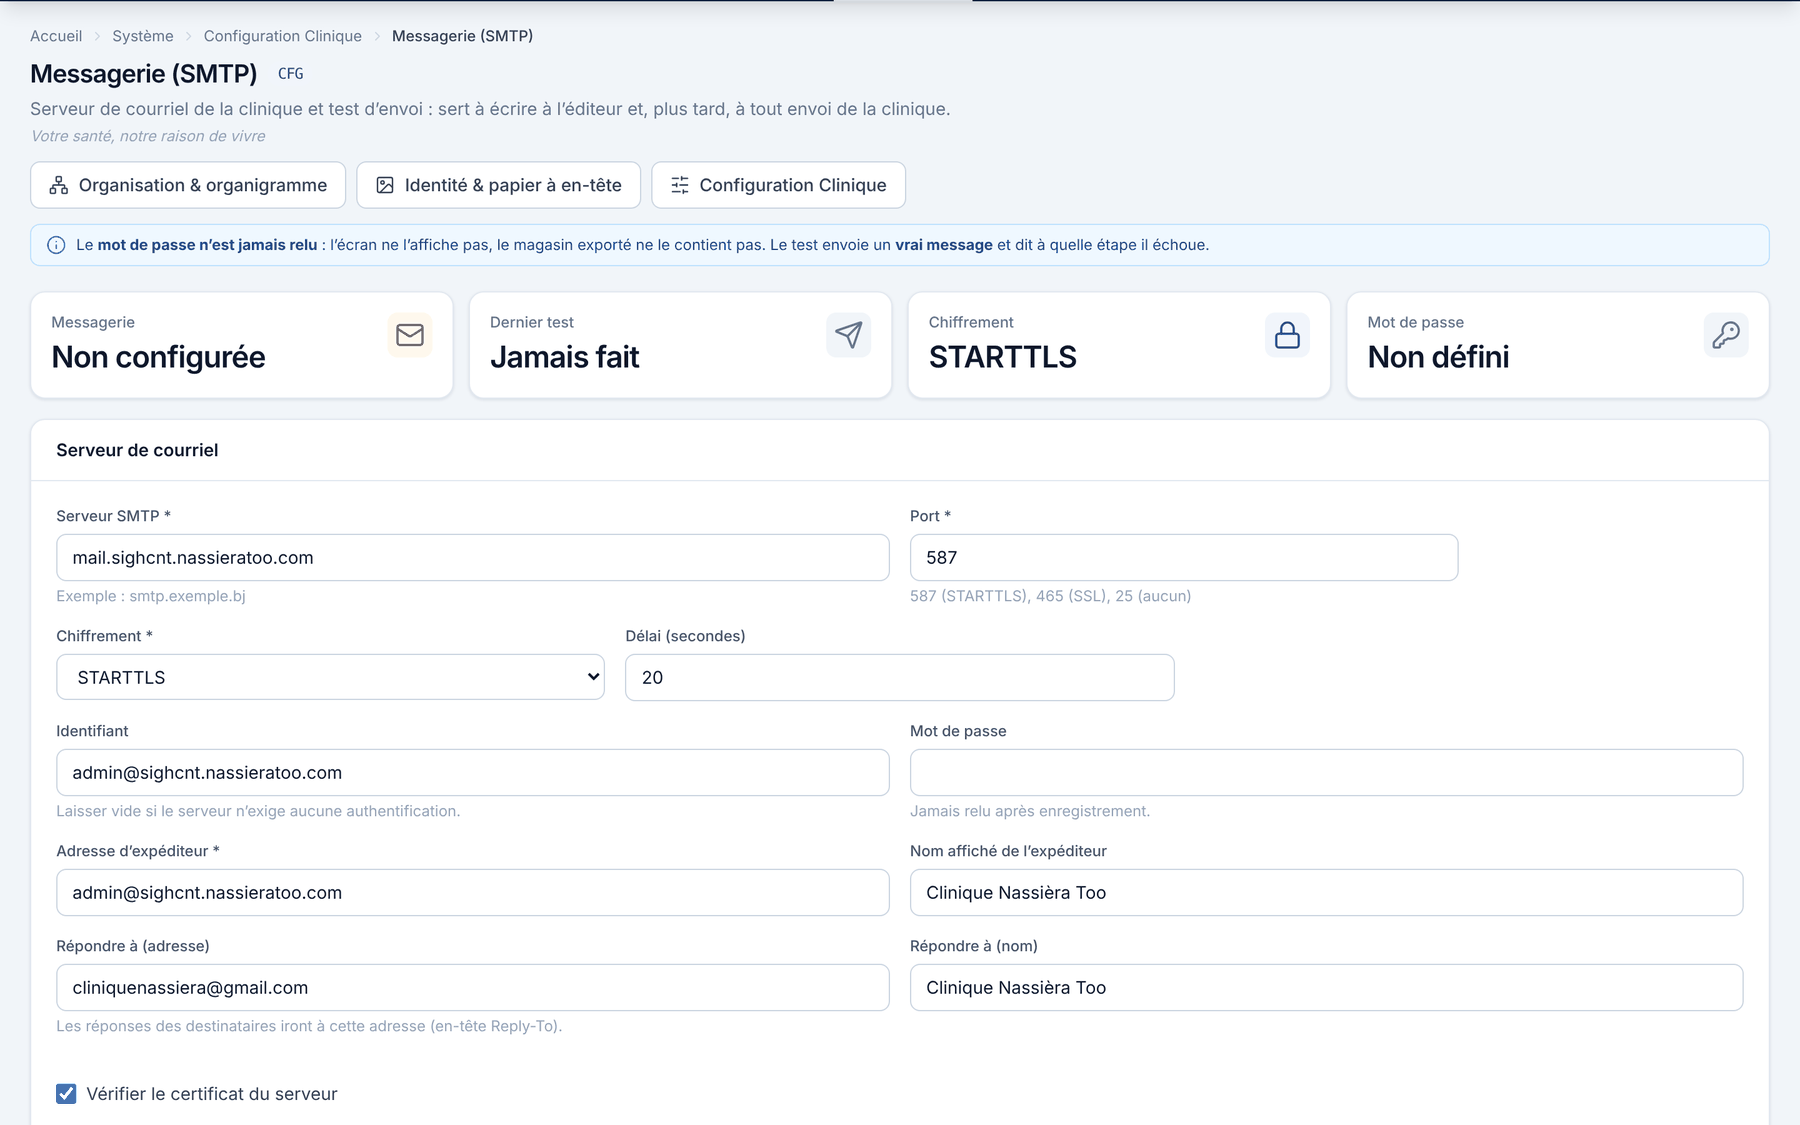 Accueil > Système > Configuration Clinique > Messagerie (SMTP)
Messagerie (SMTP) CFG
Serveur de courriel de la clinique et test d’envoi : sert à écrire à l’éditeur et, plus tard, à tout envoi de la clinique.
Votre santé, notre raison de vivre
Organisation & organigramme Identité & papier à en-tête Configuration Clinique
Le mot de passe n’est jamais relu : l’écran ne l’affiche pas, le magasin exporté ne le contient pas. Le test envoie un vrai message et dit à quelle étape il échoue.
Messagerie
Non configurée
Dernier test
Jamais fait
Chiffrement
STARTTLS
Mot de passe
Non défini
Serveur de courriel
Serveur SMTP * Port *
mail.sighcnt.nassieratoo.com 587
Exemple : smtp.exemple.bj 587 (STARTTLS), 465 (SSL), 25 (aucun)
Chiffrement * Délai (secondes)
STARTTLS 20
Identifiant Mot de passe
admin@sighcnt.nassieratoo.com
Laisser vide si le serveur n’exige aucune authentification. Jamais relu après enregistrement.
Adresse d’expéditeur * Nom affiché de l’expéditeur
admin@sighcnt.nassieratoo.com Clinique Nassièra Too
Répondre à (adresse) Répondre à (nom)
cliniquenassiera@gmail.com Clinique Nassièra Too
Les réponses des destinataires iront à cette adresse (en-tête Reply-To).
Vérifier le certificat du serveur